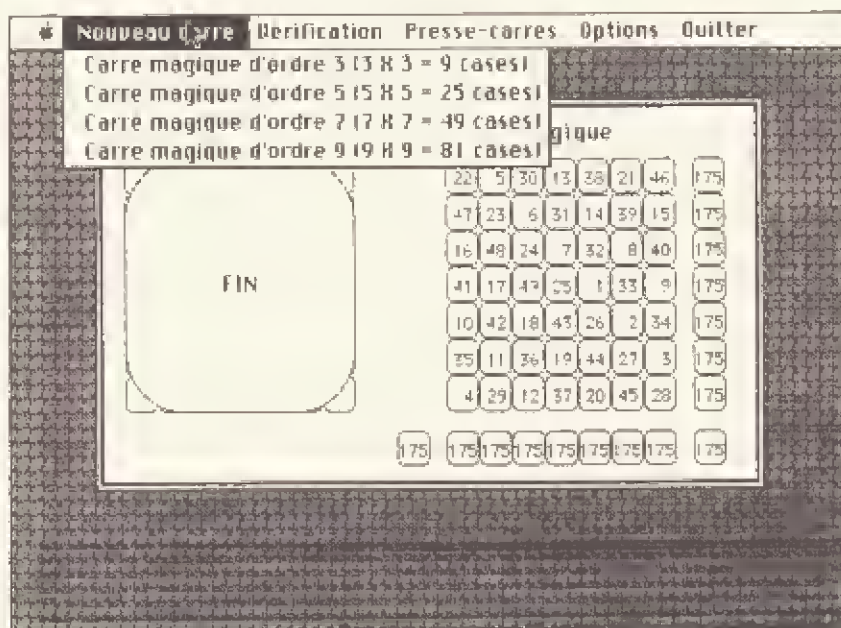 Nouveau Carre Verification Presse-carres Options Quitter
Carre magique d'ordre 3 (3 X 3 = 9 cases)
Carre magique d'ordre 5 (5 X 5 = 25 cases)
Carre magique d'ordre 7 (7 X 7 = 49 cases)
Carre magique d'ordre 9 (9 X 9 = 81 cases)
gique
22 5 30 13 38 21 46 175
47 23 6 31 14 39 15 175
16 48 24 7 32 8 40 175
FIN
41 17 49 25 1 33 9 175
10 42 18 43 26 2 34 175
35 11 36 19 44 27 3 175
4 29 12 37 20 45 28 175
175 175 175 175 175 175 175 175 175